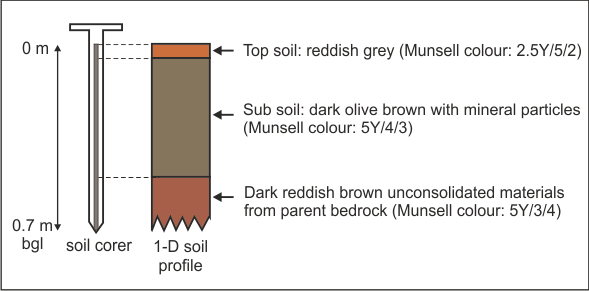 0 m
Top soil: reddish grey (Munsell colour: 2.5Y/5/2)
Sub soil: dark olive brown with mineral particles
(Munsell colour: 5Y/4/3)
Dark reddish brown unconsolidated materials
from parent bedrock (Munsell colour: 5Y/3/4)
0.7 m
bgl
soil corer
1-D soil
profile